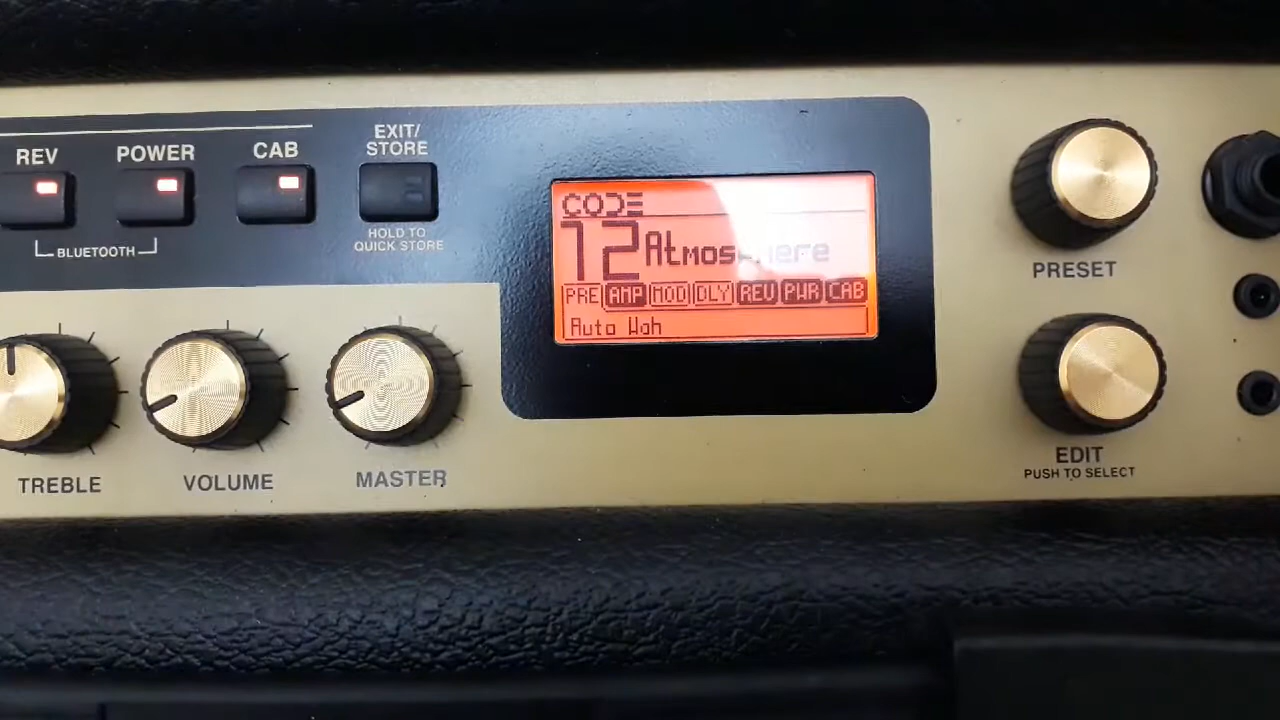 REV POWER CAB EXIT/
STORE
BLUETOOTH
HOLD TO
QUICK STORE
CODE
12 Atmosphere
PRE AMP MOD DLY REV PWR CAB
Auto Wah
PRESET
EDIT
PUSH TO SELECT
TREBLE VOLUME MASTER